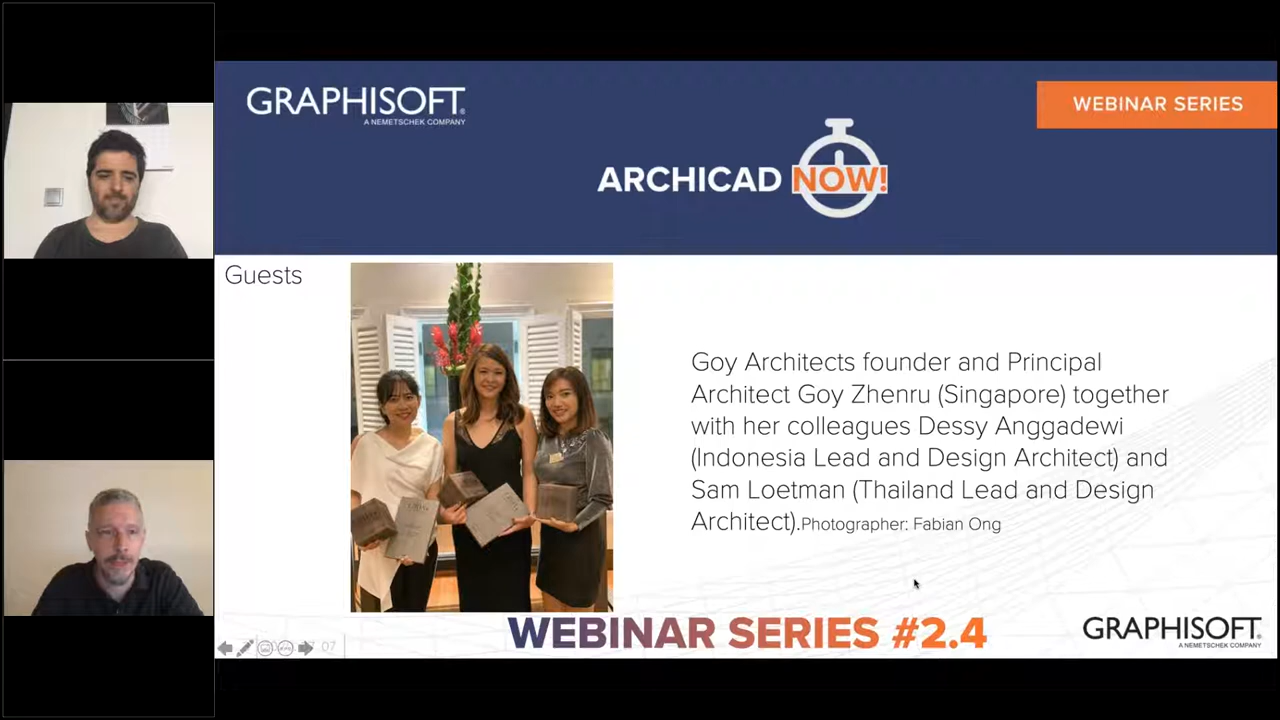 GRAPHISOFT®
A NEMETSCHEK COMPANY
WEBINAR SERIES
ARCHICAD NOW!
Guests
Goy Architects founder and Principal
Architect Goy Zhenru (Singapore) together
with her colleagues Dessy Anggadewi
(Indonesia Lead and Design Architect) and
Sam Loetman (Thailand Lead and Design
Architect).Photographer: Fabian Ong
WEBINAR SERIES #2.4
GRAPHISOFT®
A NEMETSCHEK COMPANY